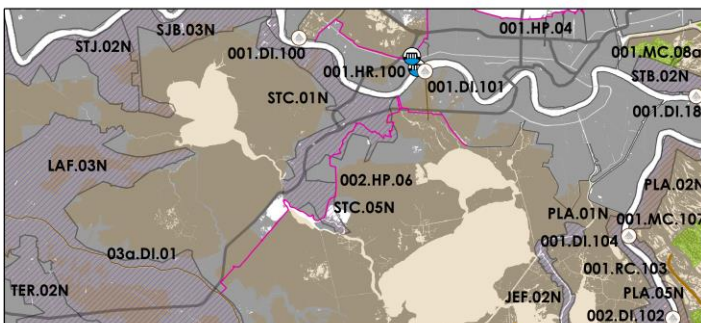 SJB.03N
001.HP.04
STJ.02N
001.DI.100
001.MC.08a
001.HR.100
001.DI.101
STB.02N
STC.01N
001.DI.18
LAF.03N
002.HP.06
PLA.02N
STC.05N
PLA.01N
001.MC.107
03a.DI.01
001.DI.104
001.RC.103
TER.02N
JEF.02N
PLA.05N
002.DI.102